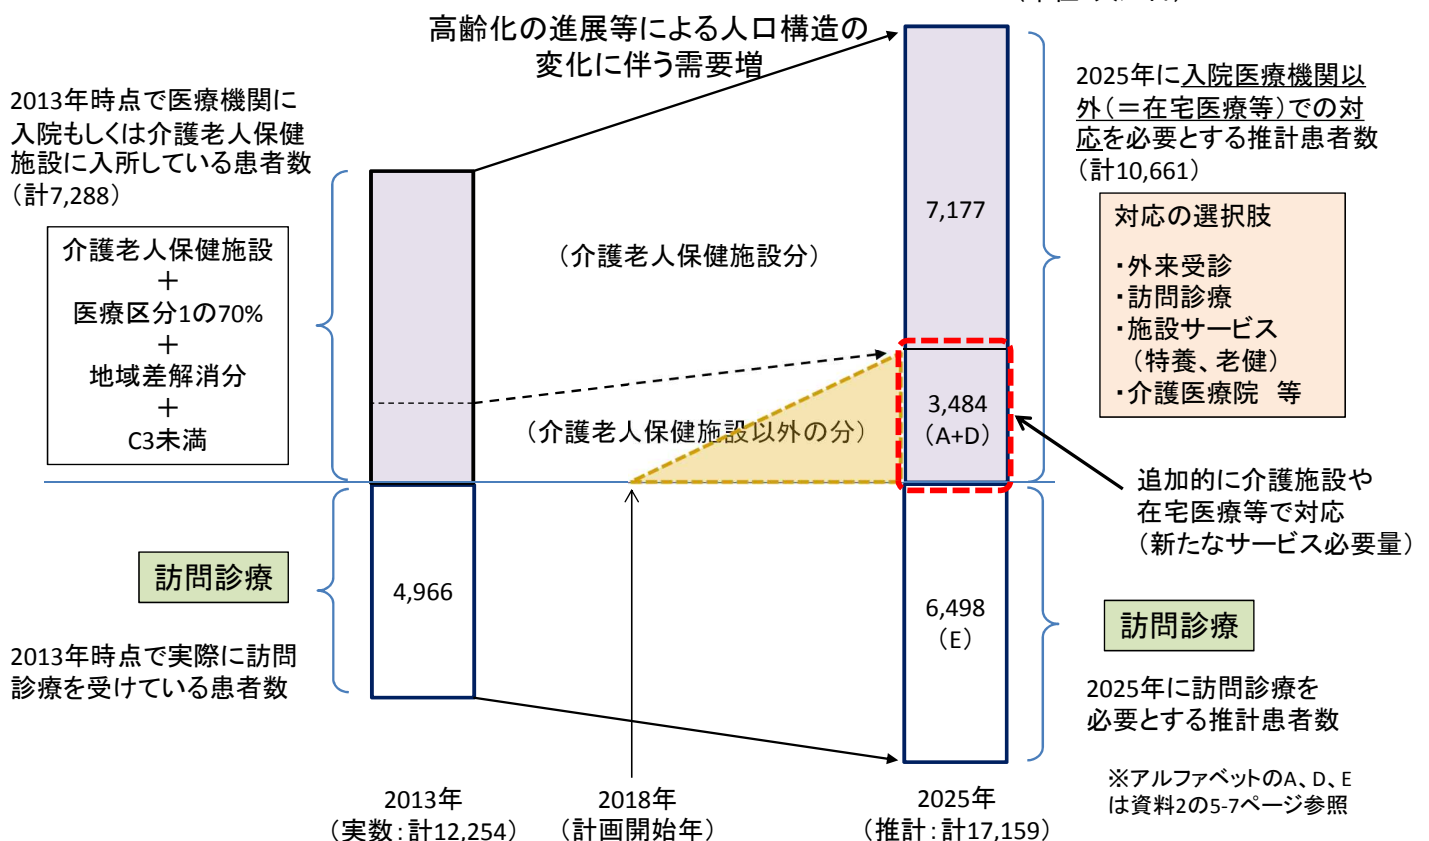 高齢化の進展等による人口構造の
変化に伴う需要増
2013年時点で医療機関に
入院もしくは介護老人保健
施設に入所している患者数
（計7,288）
介護老人保健施設
＋
医療区分1の70%
＋
地域差解消分
＋
C3未満
（介護老人保健施設分）
（介護老人保健施設以外の分）
7,177
3,484
（A+D）
2025年に入院医療機関以
外（＝在宅医療等）での対
応を必要とする推計患者数
（計10,661）
対応の選択肢
・外来受診
・訪問診療
・施設サービス
（特養、老健）
・介護医療院　等
追加的に介護施設や
在宅医療等で対応
（新たなサービス必要量）
訪問診療
2013年時点で実際に訪問
診療を受けている患者数
4,966
6,498
（E）
訪問診療
2025年に訪問診療を
必要とする推計患者数
※アルファベットのA、D、E
は資料2の5-7ページ参照
2013年
（実数：計12,254）
2018年
（計画開始年）
2025年
（推計：計17,159）